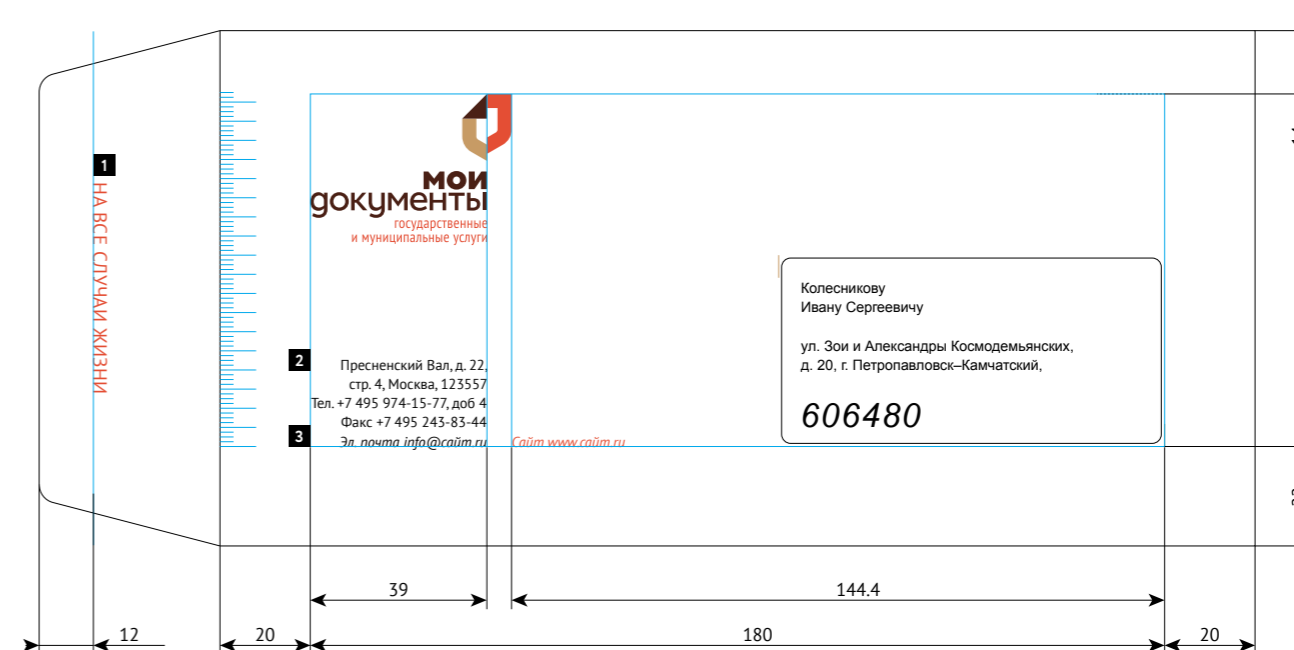 1
НА ВСЕ СЛУЧАИ ЖИЗНИ
мои
документы
государственные
и муниципальные услуги
2
Пресненский Вал, д. 22,
стр. 4, Москва, 123557
Тел. +7 495 974-15-77, доб 4
Факс +7 495 243-83-44
3
Эл. почта info@сайт.ru
Сайт www.сайт.ru
Колесникову
Ивану Сергеевичу
ул. Зои и Александры Космодемьянских,
д. 20, г. Петропавловск–Камчатский,
606480
39
144.4
12
20
180
20